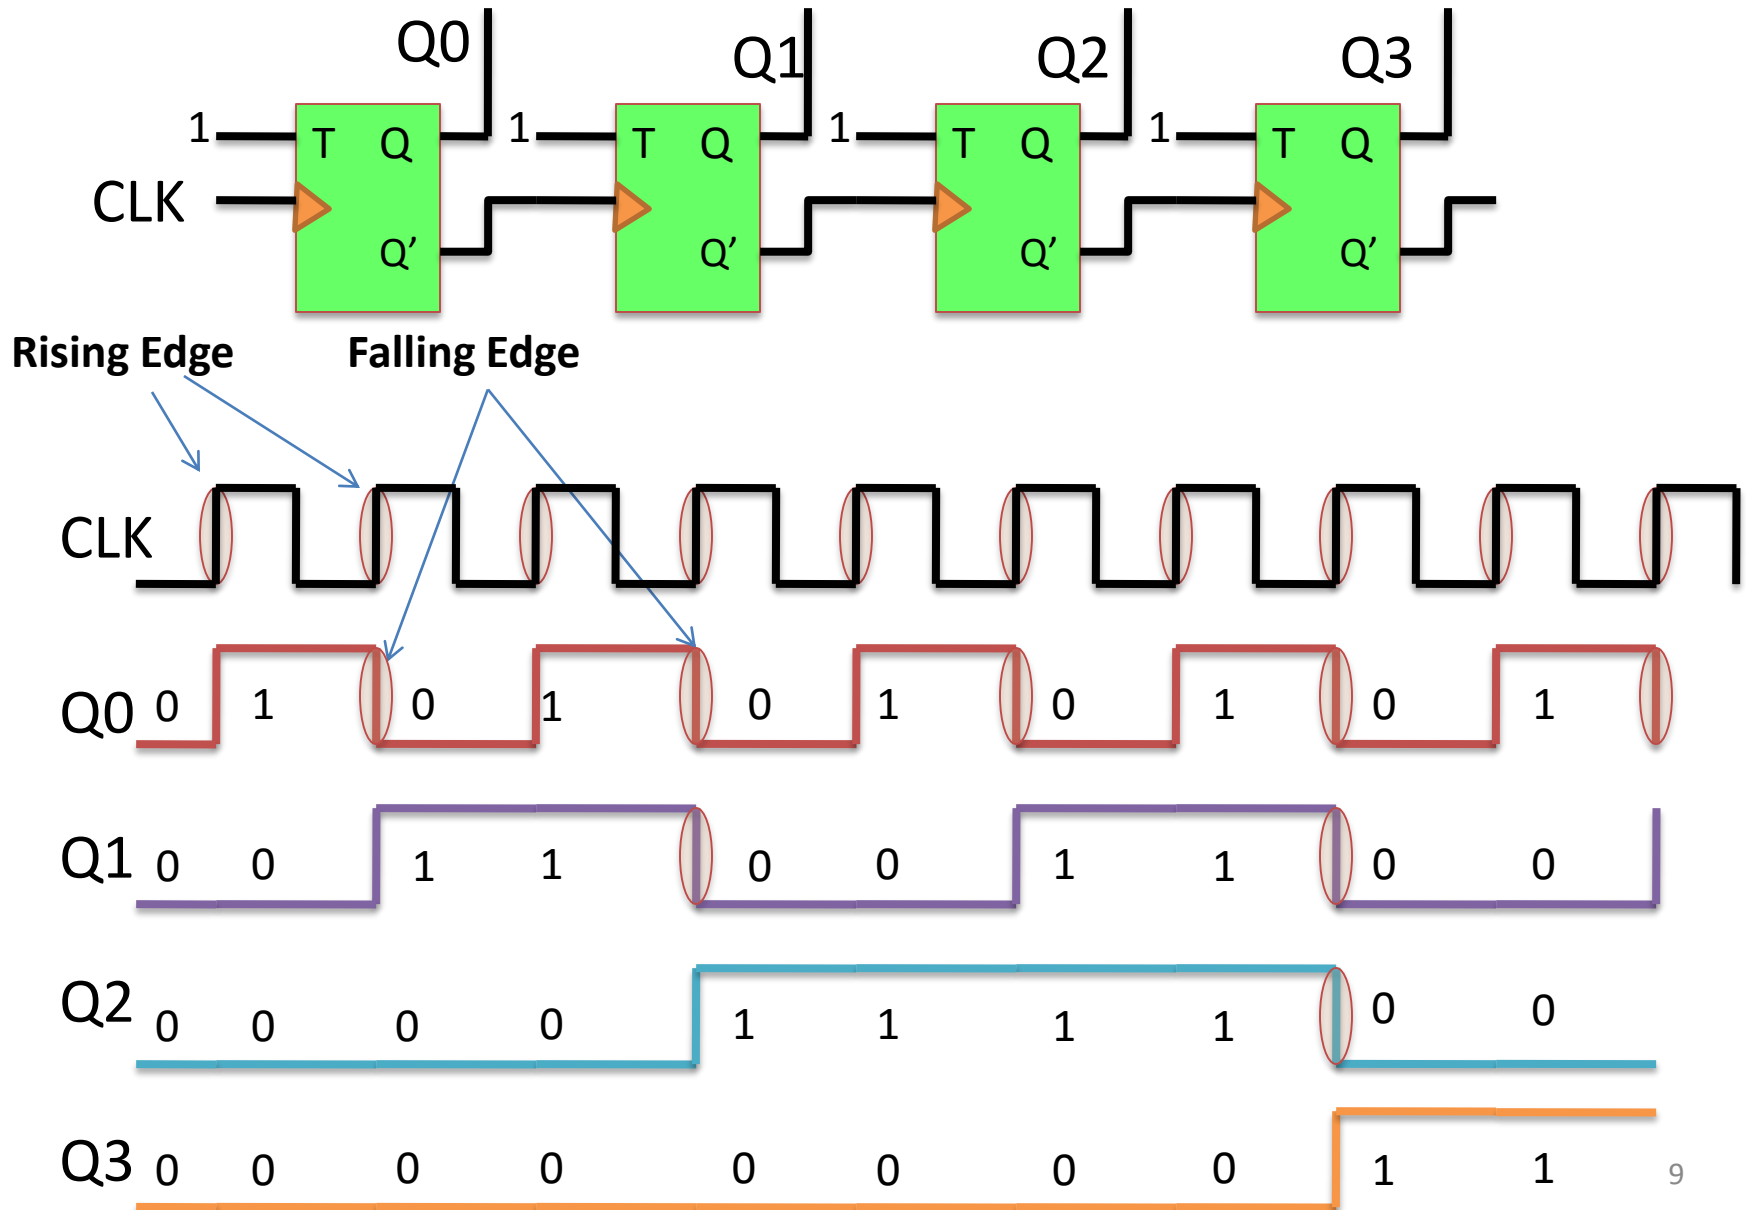 Q0 Q1 Q2 Q3
1 T Q 1 T Q 1 T Q 1 T Q
CLK
Q’ Q’ Q’ Q’
Rising Edge Falling Edge
CLK
Q0 0 1 0 1 0 1 0 1 0 1
Q1 0 0 1 1 0 0 1 1 0 0
Q2 0 0 0 0 1 1 1 1 0 0
Q3 0 0 0 0 0 0 0 0 1 1
9